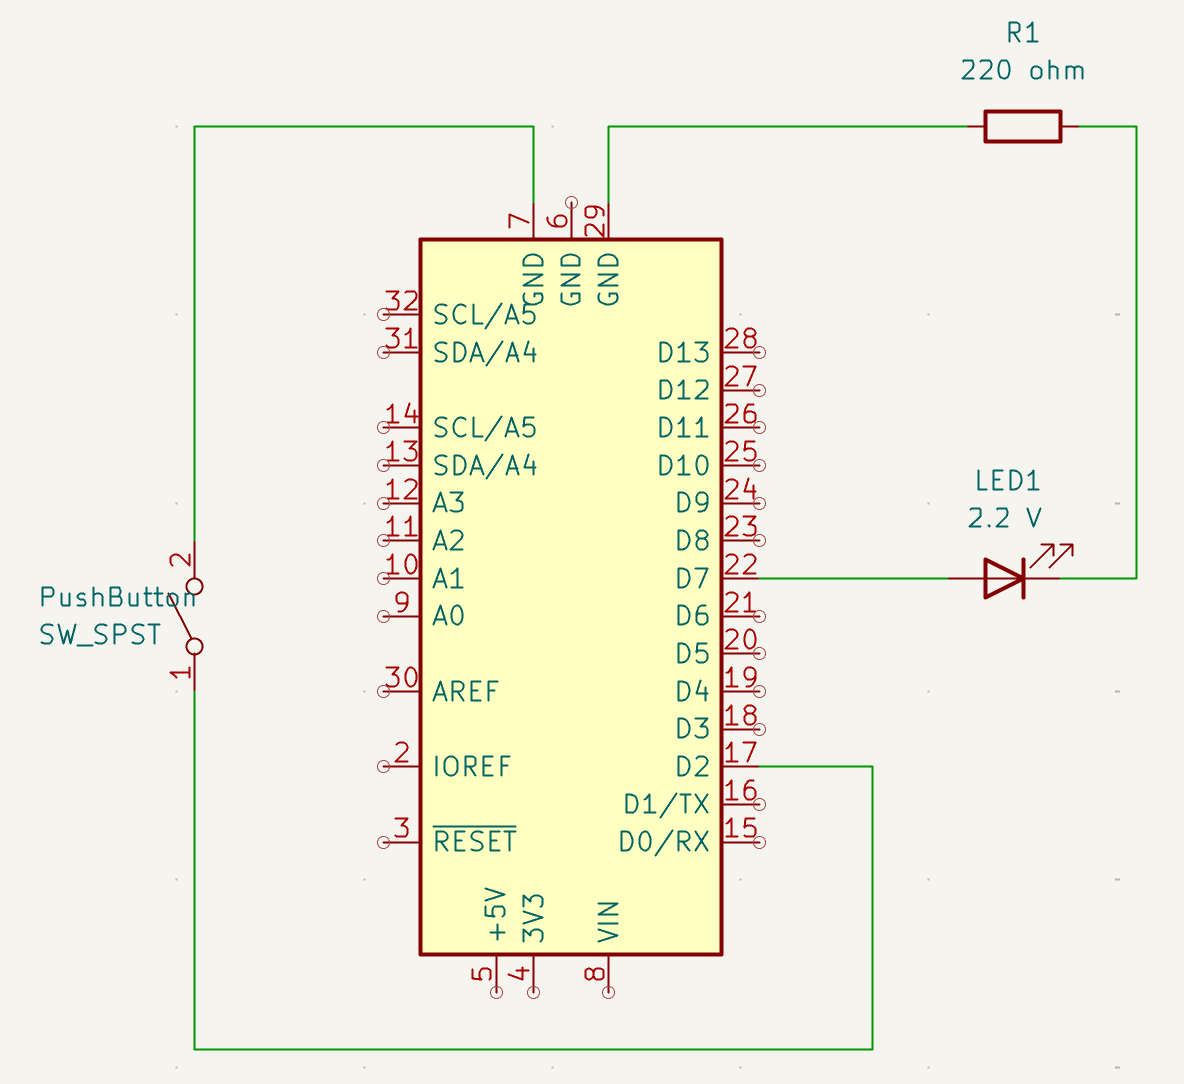 R1
220 ohm
7
6
29
GND
GND
GND
32
SCL/A5
31
SDA/A4
14
SCL/A5
13
SDA/A4
12
A3
11
A2
10
A1
9
A0
30
AREF
2
IOREF
3
RESET
D13
28
D12
27
D11
26
D10
25
D9
24
D8
23
D7
22
D6
21
D5
20
D4
19
D3
18
D2
17
D1/TX
16
D0/RX
15
+5V
3V3
VIN
5
4
8
2
PushButton
SW_SPST
1
LED1
2.2 V